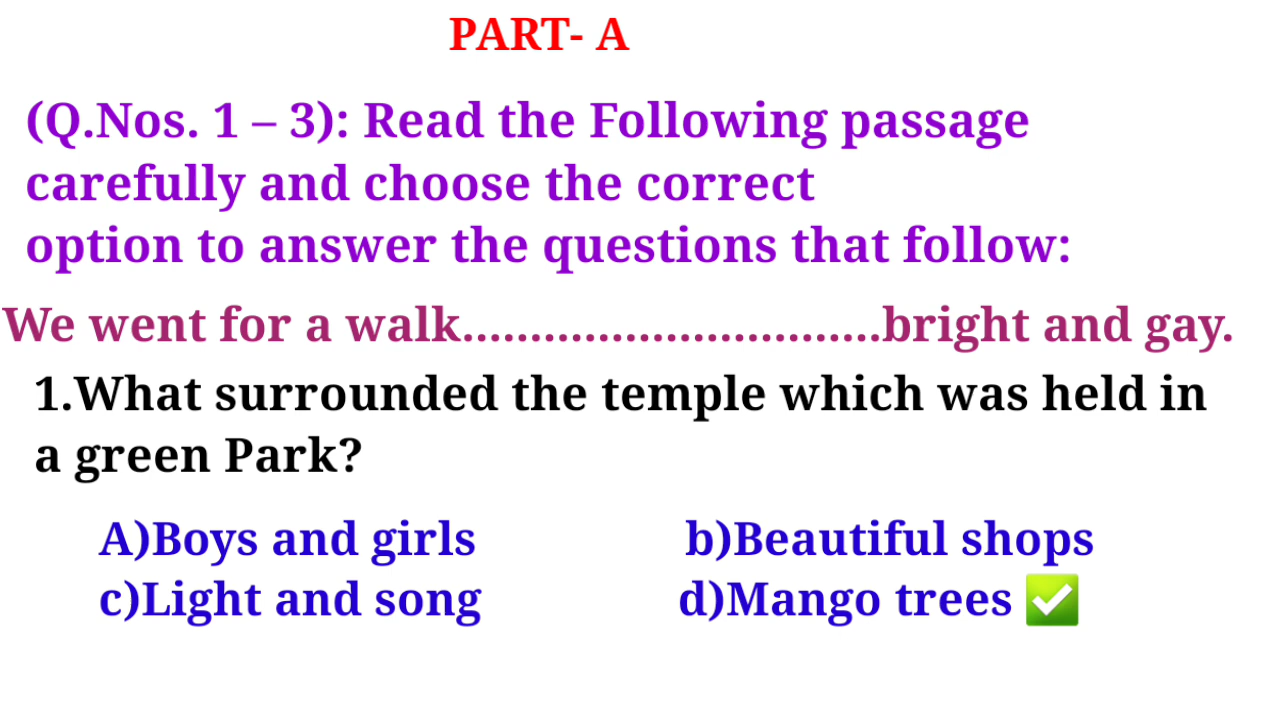 PART- A
(Q.Nos. 1 – 3): Read the Following passage
carefully and choose the correct
option to answer the questions that follow:
We went for a walk...............................bright and gay.
1.What surrounded the temple which was held in
a green Park?
A)Boys and girls b)Beautiful shops
c)Light and song d)Mango trees ✅